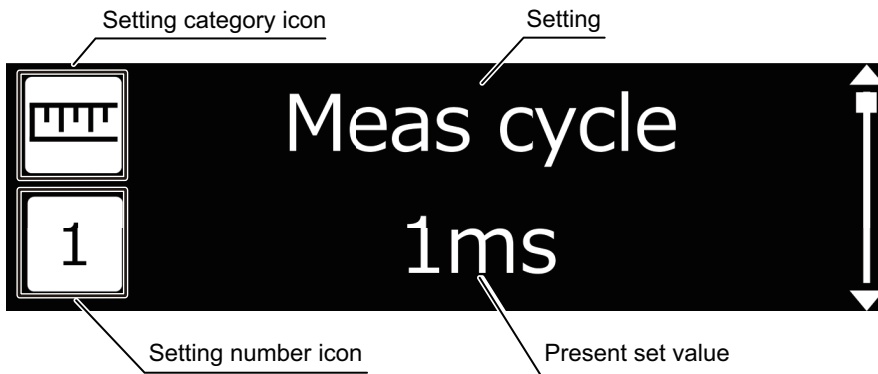 Setting category icon
Setting
Meas cycle
1
1ms
Setting number icon
Present set value